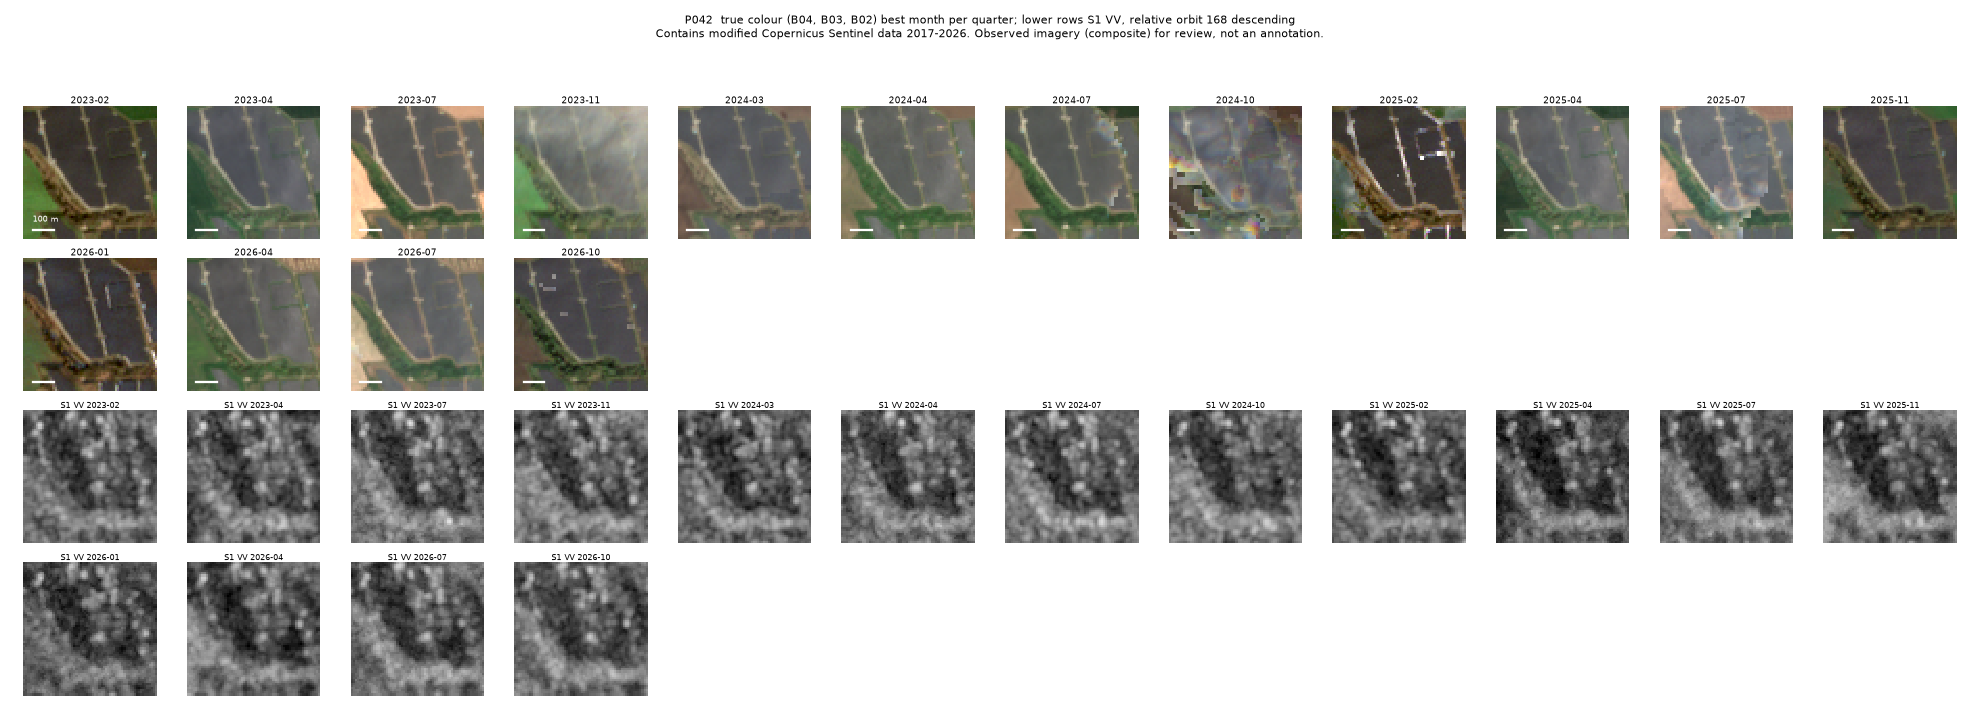 P042 true colour (B04, B03, B02) best month per quarter; lower rows S1 VV, relative orbit 168 descending
Contains modified Copernicus Sentinel data 2017-2026. Observed imagery (composite) for review, not an annotation.
2023-02 2023-04 2023-07 2023-11 2024-03 2024-04 2024-07 2024-10 2025-02 2025-04 2025-07 2025-11
100 m
2026-01 2026-04 2026-07 2026-10
S1 VV 2023-02 S1 VV 2023-04 S1 VV 2023-07 S1 VV 2023-11 S1 VV 2024-03 S1 VV 2024-04 S1 VV 2024-07 S1 VV 2024-10 S1 VV 2025-02 S1 VV 2025-04 S1 VV 2025-07 S1 VV 2025-11
S1 VV 2026-01 S1 VV 2026-04 S1 VV 2026-07 S1 VV 2026-10